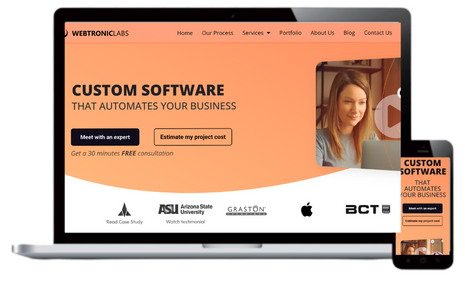 WEBTRONICLABS
Home Our Process Services Portfolio About Us Blog Contact Us
CUSTOM SOFTWARE
THAT AUTOMATES YOUR BUSINESS
Meet with an expert Estimate my project cost
Get a 30 minutes FREE consultation
ASU Arizona State University
GRASTON
BCT
Read Case Study Watch testimonial
CUSTOM
SOFTWARE
THAT
AUTOMATES
YOUR BUSINESS
Meet with an expert
Estimate my project cost